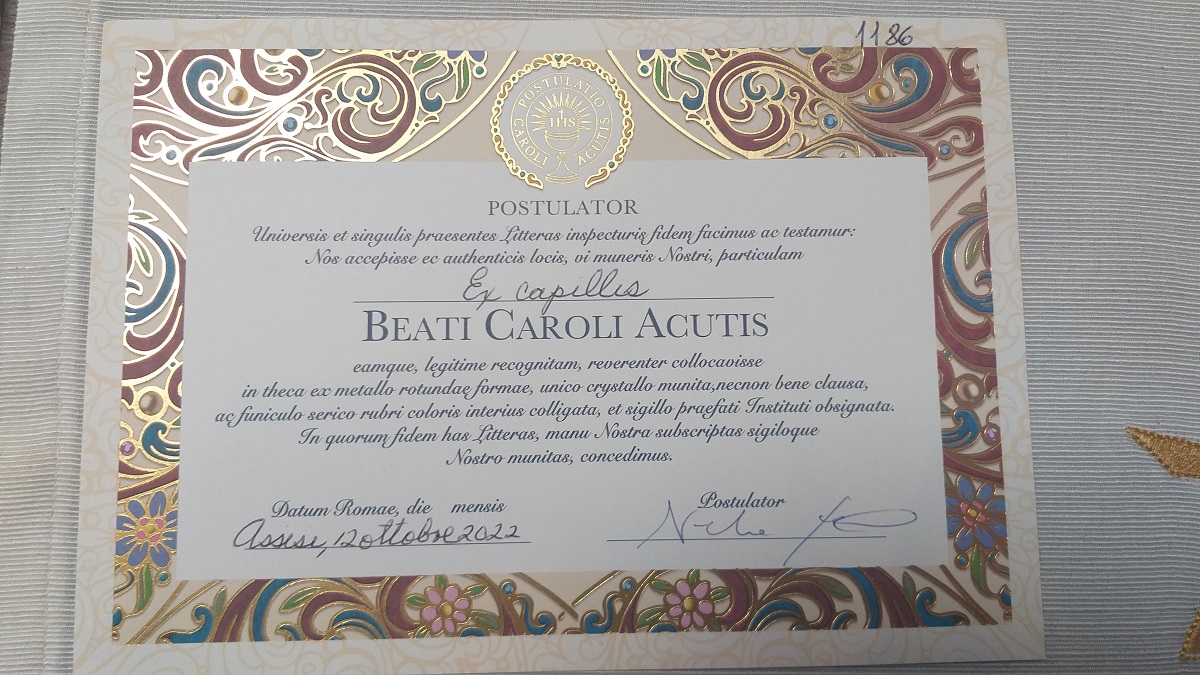 1186
POSTULATIO
CAROLI ACUTIS
IHS
POSTULATOR
Universis et singulis praesentes Litteras inspecturis fidem facimus ac testamur:
Nos accepisse ec authenticis locis, vi muneris Nostri, particulam
Ex capillis
BEATI CAROLI ACUTIS
eamque, legitime recognitam, reverenter collocavisse
in theca ex metallo rotundae formae, unico crystallo munita,necnon bene clausa,
ac funiculo serico rubri coloris interius colligata, et sigillo praefati Instituti obsignata.
In quorum fidem has Litteras, manu Nostra subscriptas sigiloque
Nostro munitas, concedimus.
Datum Romae, die mensis
Assisi, 12 ottobre 2022
Postulator